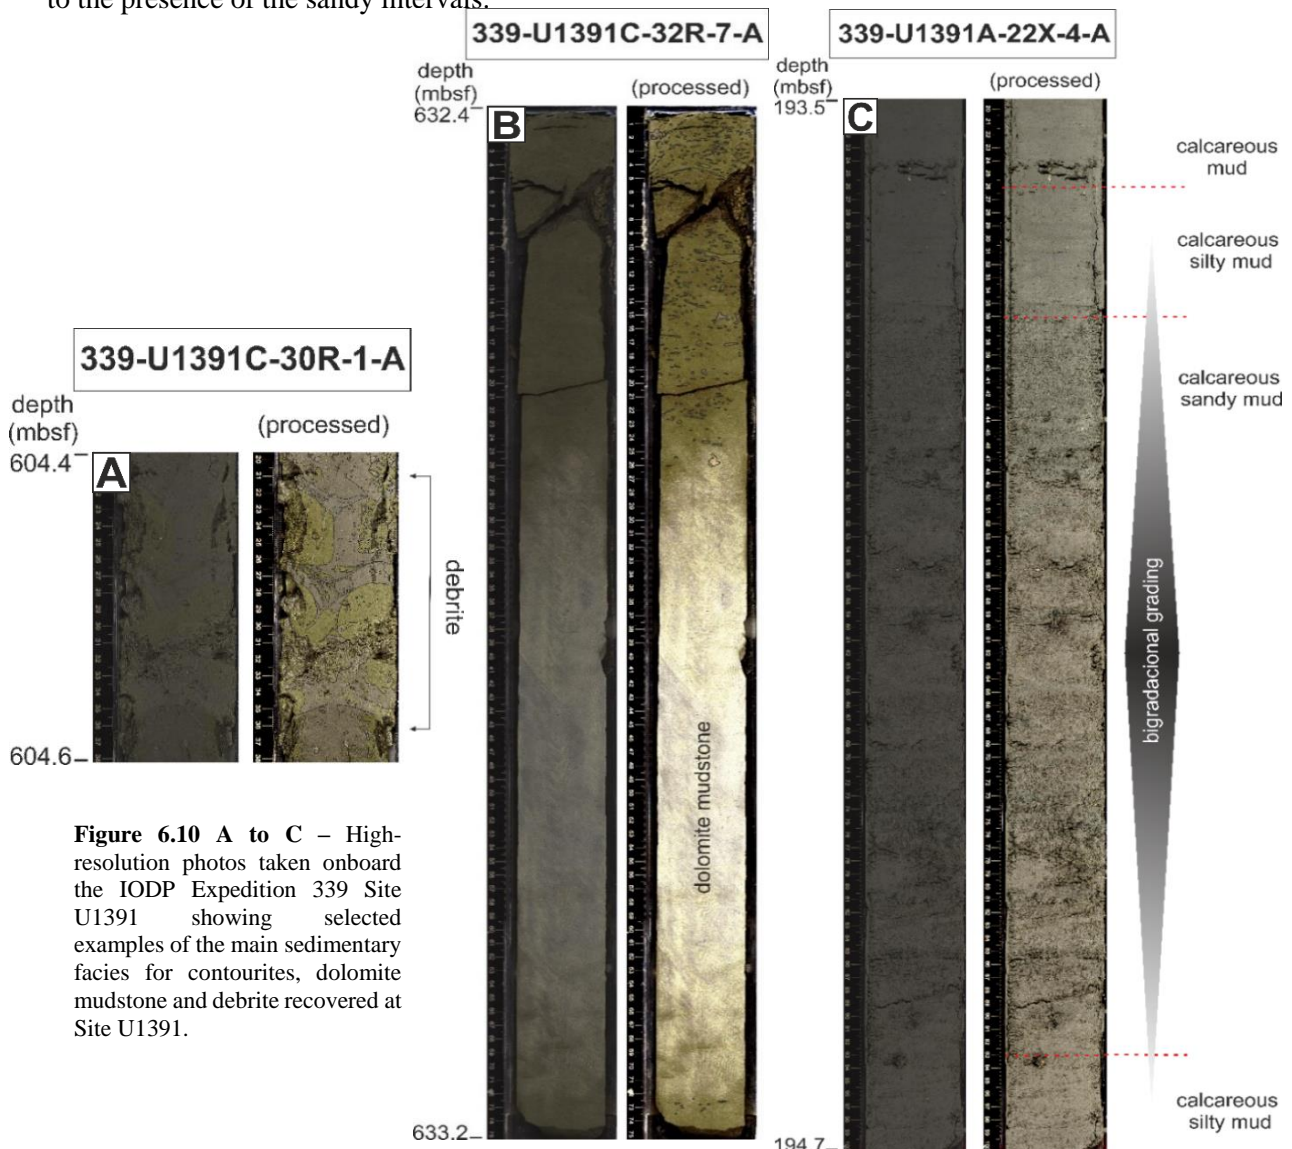 to the presence of the sandy intervals.
339-U1391C-32R-7-A
339-U1391A-22X-4-A
depth
(mbsf)
(processed)
632.4
B
depth
(mbsf)
(processed)
193.5
C
calcareous
mud
calcareous
silty mud
calcareous
sandy mud
bigradacional grading
calcareous
silty mud
339-U1391C-30R-1-A
depth
(mbsf)
(processed)
604.4
A
debrite
604.6
dolomite mudstone
633.2
194.7
Figure 6.10 A to C – High-
resolution photos taken onboard
the IODP Expedition 339 Site
U1391 showing selected
examples of the main sedimentary
facies for contourites, dolomite
mudstone and debrite recovered at
Site U1391.